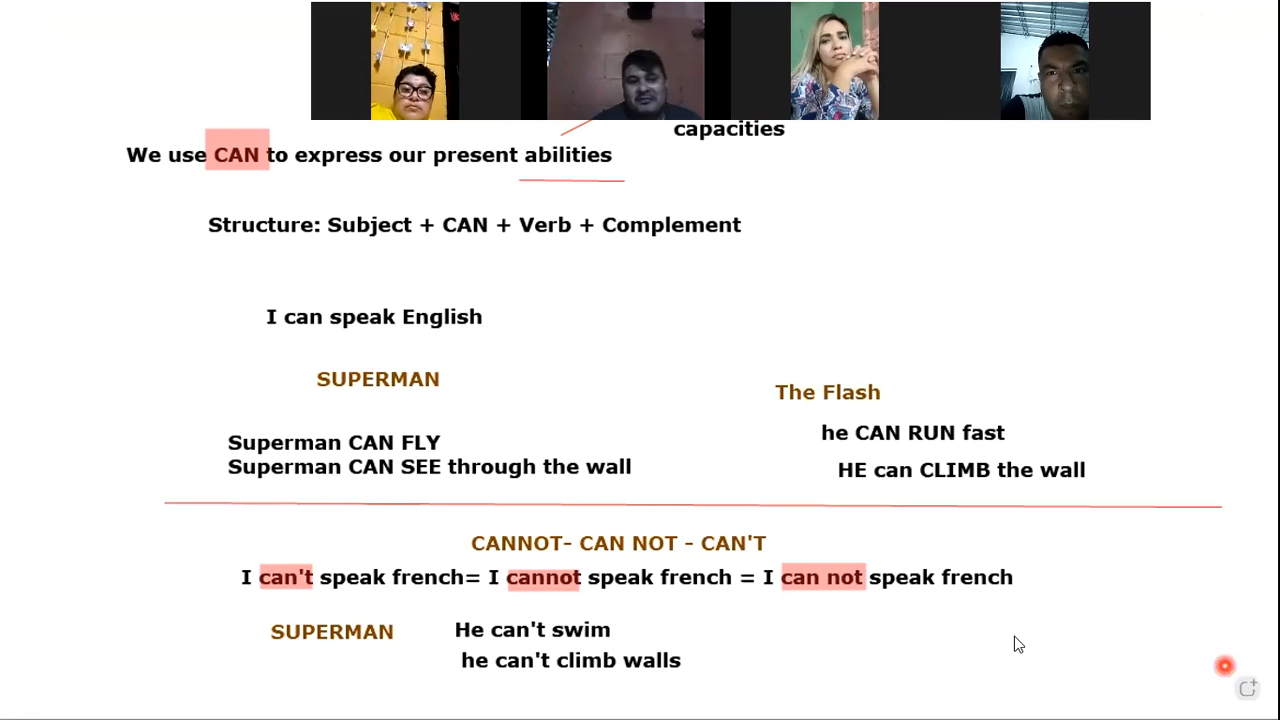 capacities
We use CAN to express our present abilities
Structure: Subject + CAN + Verb + Complement
I can speak English
SUPERMAN
The Flash
Superman CAN FLY
he CAN RUN fast
Superman CAN SEE through the wall
HE can CLIMB the wall
CANNOT- CAN NOT - CAN'T
I can't speak french= I cannot speak french = I can not speak french
SUPERMAN
He can't swim
he can't climb walls